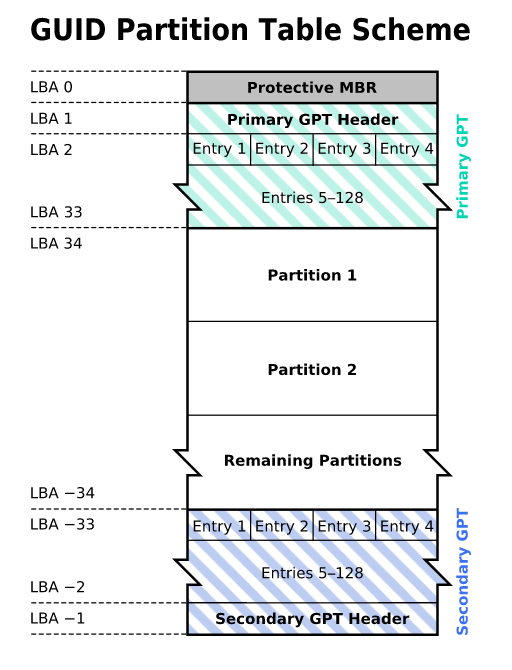 GUID Partition Table Scheme
LBA 0
Protective MBR
LBA 1
Primary GPT Header
LBA 2
Entry 1 Entry 2 Entry 3 Entry 4
Entries 5–128
LBA 33
Primary GPT
LBA 34
Partition 1
Partition 2
Remaining Partitions
LBA −34
LBA −33
Entry 1 Entry 2 Entry 3 Entry 4
Entries 5–128
LBA −2
LBA −1
Secondary GPT Header
Secondary GPT